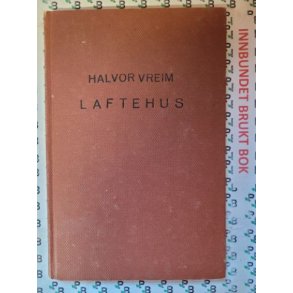 HALVOR VREIM
LAFTEHUS
INNBUNDET BRUKT BOK